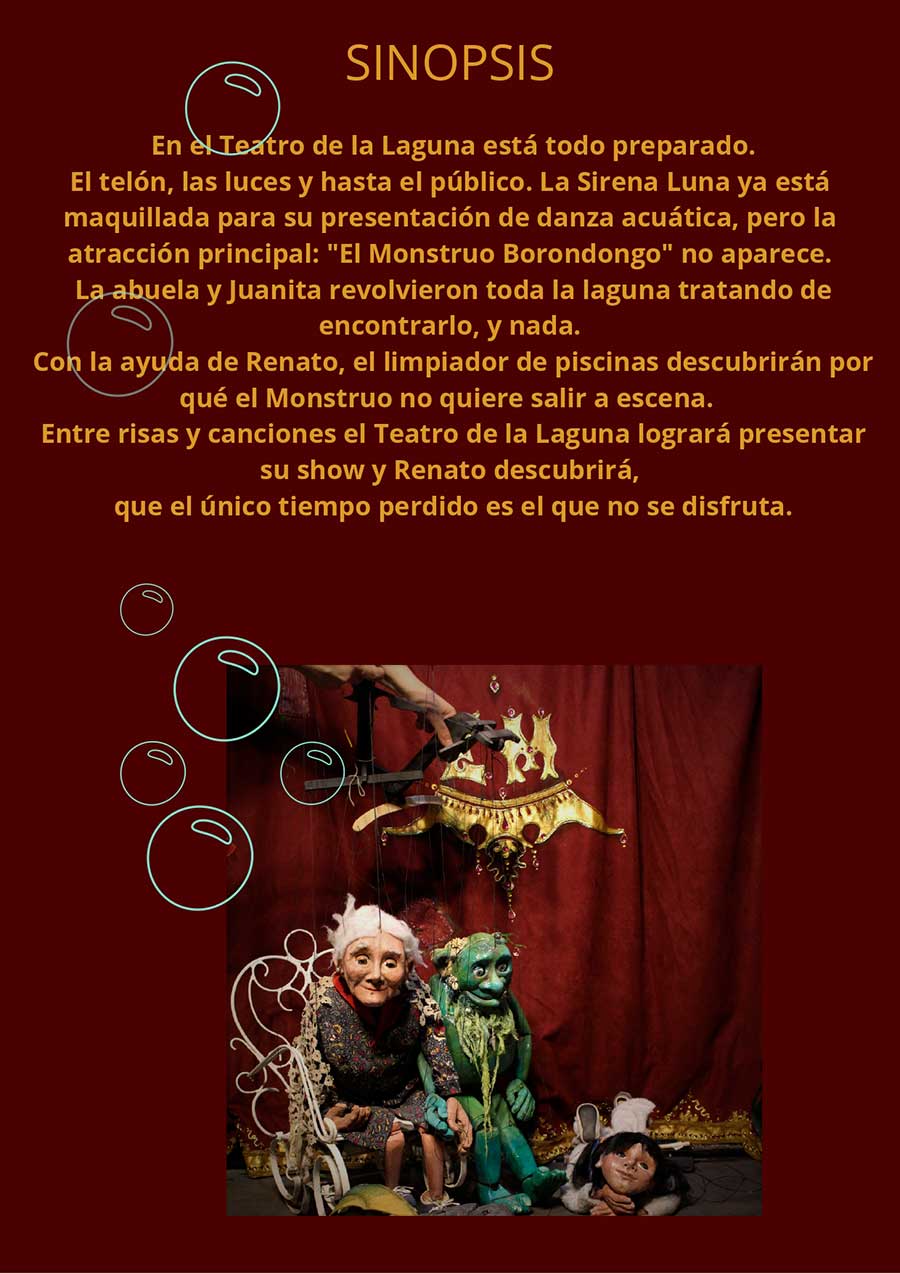 SINOPSIS
En el Teatro de la Laguna está todo preparado.
El telón, las luces y hasta el público. La Sirena Luna ya está
maquillada para su presentación de danza acuática, pero la
atracción principal: "El Monstruo Borondongo" no aparece.
La abuela y Juanita revolvieron toda la laguna tratando de
encontrarlo, y nada.
Con la ayuda de Renato, el limpiador de piscinas descubrirán por
qué el Monstruo no quiere salir a escena.
Entre risas y canciones el Teatro de la Laguna logrará presentar
su show y Renato descubrirá,
que el único tiempo perdido es el que no se disfruta.